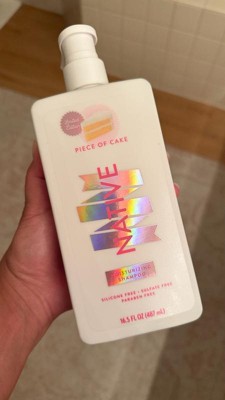 PIECE OF CAKE
NATIVE
MOISTURIZING
SHAMPOO
SILICONE FREE • SULFATE FREE
PARABEN FREE
16.5 FL OZ (487 mL)